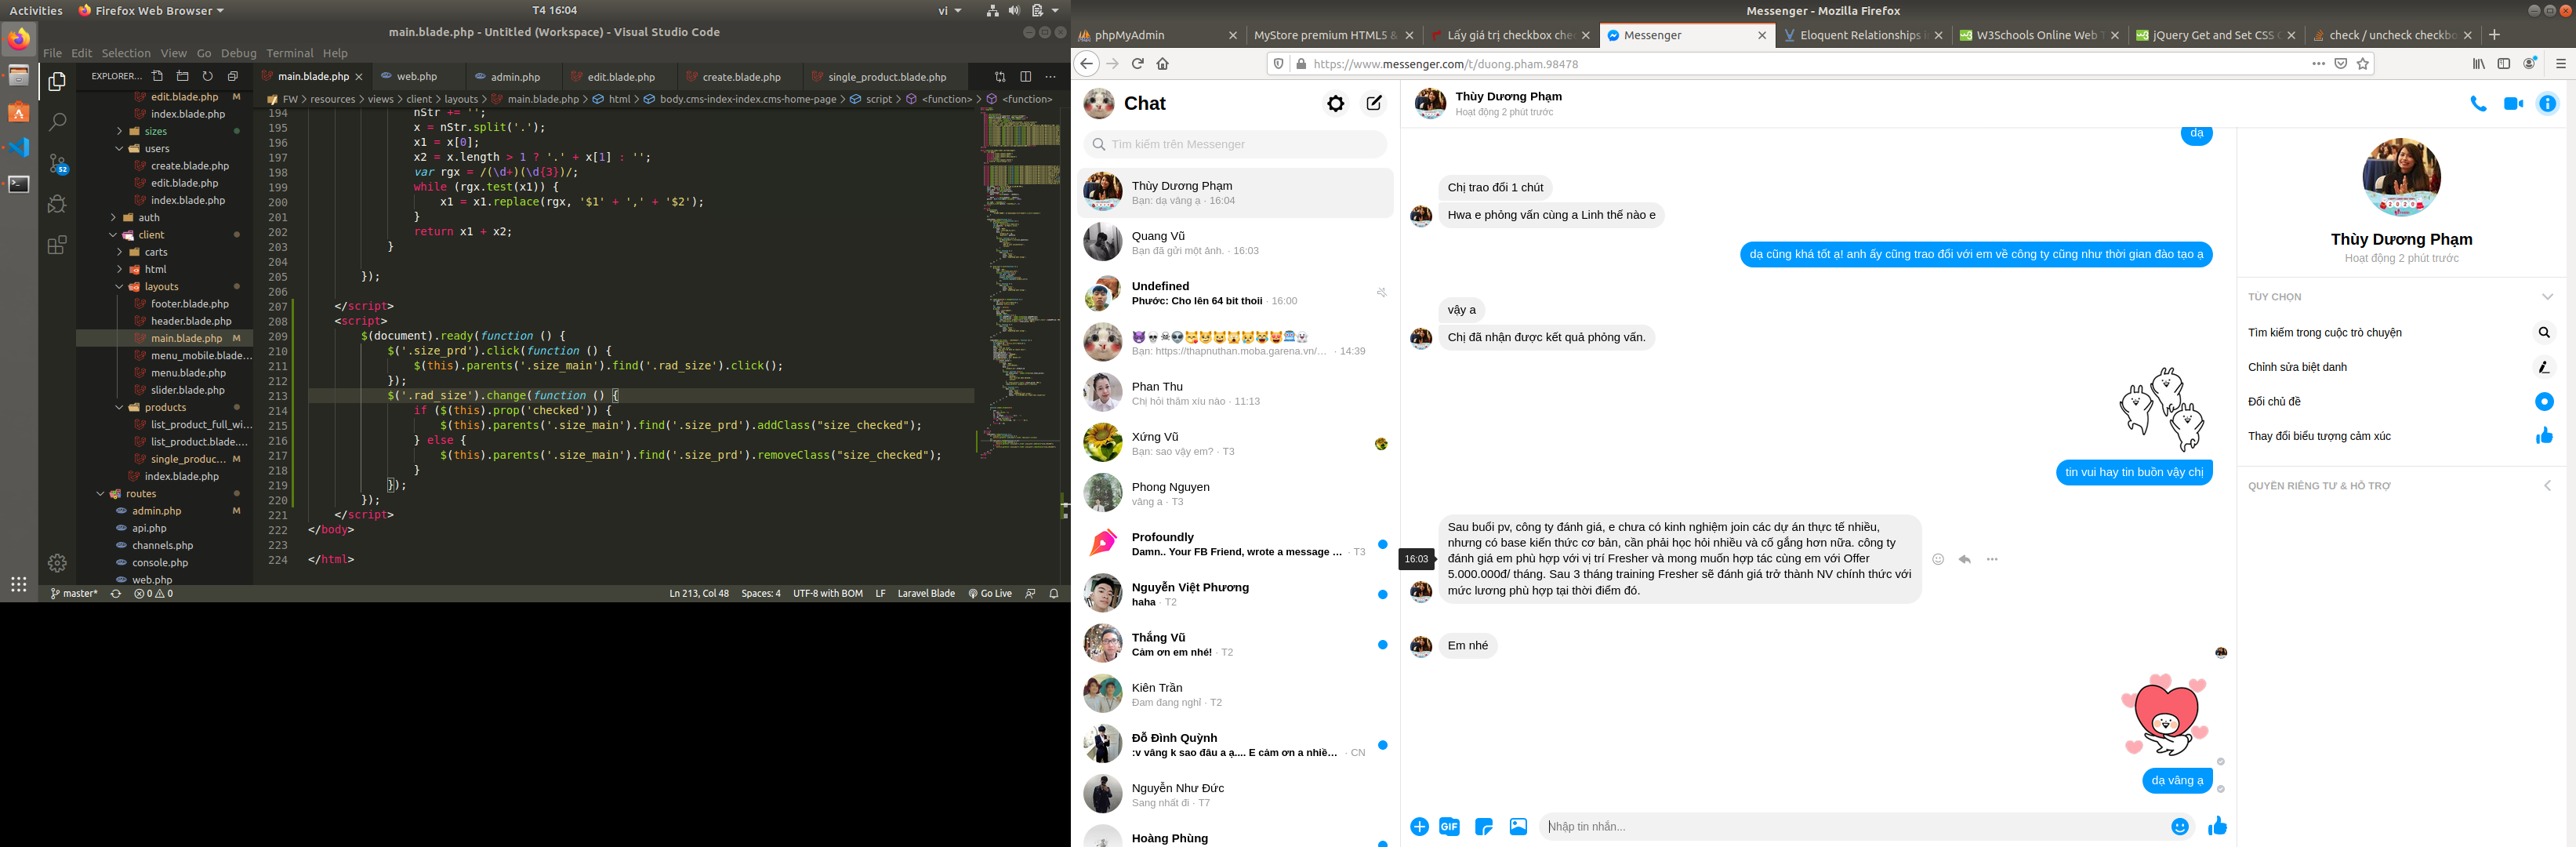 Activities
Firefox Web Browser
T4 16:04
vi
main.blade.php - Untitled (Workspace) - Visual Studio Code
File Edit Selection View Go Debug Terminal Help
EXPLORER...
main.blade.php
web.php
admin.php
edit.blade.php
create.blade.php
single_product.blade.php
FW > resources > views > client > layouts > main.blade.php > html > body.cms-index-index.cms-home-page > script > <function> > <function>
edit.blade.php M
index.blade.php
sizes
users
create.blade.php
edit.blade.php
index.blade.php
auth
client
carts
html
layouts
footer.blade.php
header.blade.php
main.blade.php M
menu_mobile.blade...
menu.blade.php
slider.blade.php
products
list_product_full_wi...
list_product.blade....
single_produc... M
index.blade.php
routes
admin.php M
api.php
channels.php
console.php
web.php
52
194 nStr += '';
195 x = nStr.split('.');
196 x1 = x[0];
197 x2 = x.length > 1 ? '.' + x[1] : '';
198 var rgx = /(\d+)(\d{3})/;
199 while (rgx.test(x1)) {
200 x1 = x1.replace(rgx, '$1' + ',' + '$2');
201 }
202 return x1 + x2;
203 }
204
205 });
206
207 </script>
208 <script>
209 $(document).ready(function () {
210 $('.size_prd').click(function () {
211 $(this).parents('.size_main').find('.rad_size').click();
212 });
213 $('.rad_size').change(function () {
214 if ($(this).prop('checked')) {
215 $(this).parents('.size_main').find('.size_prd').addClass("size_checked");
216 } else {
217 $(this).parents('.size_main').find('.size_prd').removeClass("size_checked");
218 }
219 });
220 });
221 </script>
222 </body>
223
224 </html>
master*
0 0
Ln 213, Col 48
Spaces: 4
UTF-8 with BOM
LF
Laravel Blade
Go Live
Messenger - Mozilla Firefox
phpMyAdmin
MyStore premium HTML5 &
Lấy giá trị checkbox che
Messenger
Eloquent Relationships i
W3Schools Online Web T
jQuery Get and Set CSS C
check / uncheck checkbo
https://www.messenger.com/t/duong.pham.98478
Chat
Tìm kiếm trên Messenger
Thùy Dương Phạm
Bạn: dạ vâng ạ · 16:04
Quang Vũ
Bạn đã gửi một ảnh. · 16:03
Undefined
Phước: Cho lên 64 bit thoii · 16:00
Bạn: https://thapnuthan.moba.garena.vn/... · 14:39
Phan Thu
Chị hỏi thăm xíu nào · 11:13
Xứng Vũ
Bạn: sao vậy em? · T3
Phong Nguyen
vâng a · T3
Profoundly
Damn.. Your FB Friend, wrote a message ... · T3
Nguyễn Việt Phương
haha · T2
Thắng Vũ
Cảm ơn em nhé! · T2
Kiên Trần
Đam đang nghỉ · T2
Đỗ Đình Quỳnh
:v vâng k sao đâu a ạ.... E cảm ơn a nhiề... · CN
Nguyễn Như Đức
Sang nhất đi · T7
Hoàng Phùng
Thùy Dương Phạm
Hoạt động 2 phút trước
dạ
Chị trao đổi 1 chút
Hwa e phỏng vấn cùng a Linh thế nào e
dạ cũng khá tốt ạ! anh ấy cũng trao đổi với em về công ty cũng như thời gian đào tạo ạ
vậy a
Chị đã nhận được kết quả phỏng vấn.
tin vui hay tin buồn vậy chị
16:03
Sau buổi pv, công ty đánh giá, e chưa có kinh nghiệm join các dự án thực tế nhiều,
nhưng có base kiến thức cơ bản, cần phải học hỏi nhiều và cố gắng hơn nữa. công ty
đánh giá em phù hợp với vị trí Fresher và mong muốn hợp tác cùng em với Offer
5.000.000đ/ tháng. Sau 3 tháng training Fresher sẽ đánh giá trở thành NV chính thức với
mức lương phù hợp tại thời điểm đó.
Em nhé
dạ vâng ạ
GIF
Nhập tin nhắn...
2020
Thùy Dương Phạm
Hoạt động 2 phút trước
TÙY CHỌN
Tìm kiếm trong cuộc trò chuyện
Chỉnh sửa biệt danh
Đổi chủ đề
Thay đổi biểu tượng cảm xúc
QUYỀN RIÊNG TƯ & HỖ TRỢ